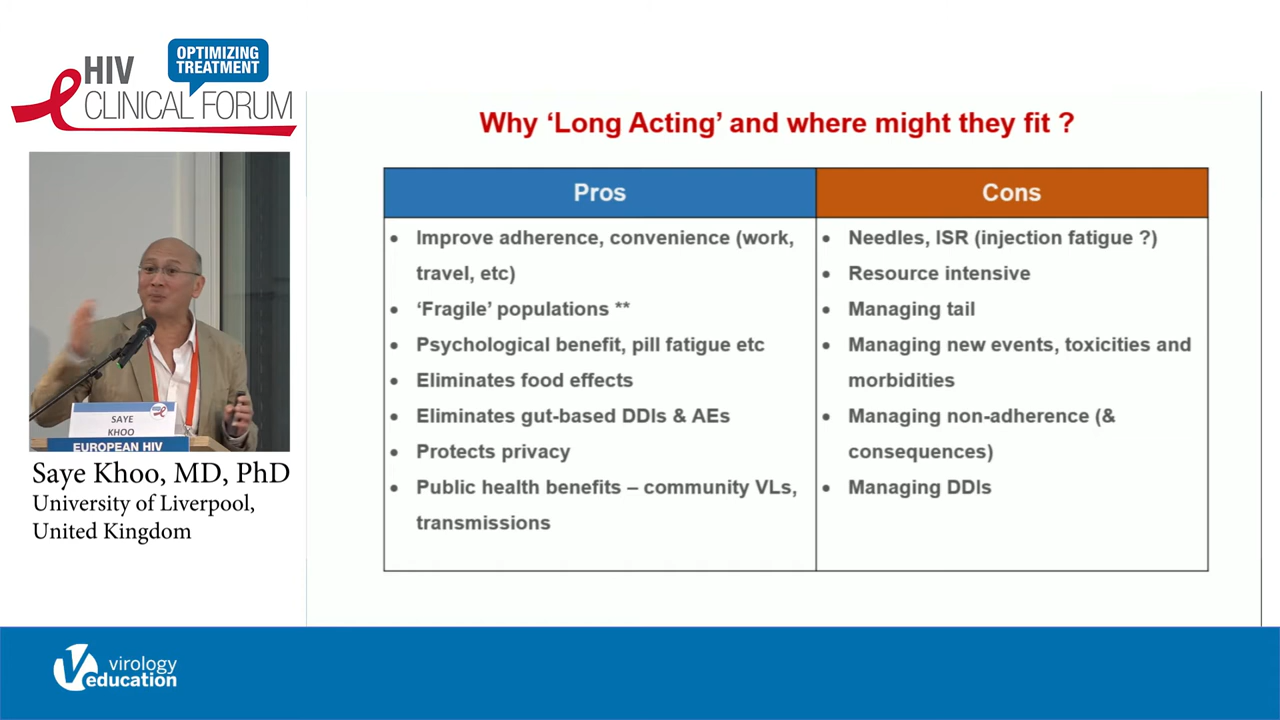 HIV
OPTIMIZING
TREATMENT
CLINICAL FORUM
SAYE
KHOO
EUROPEAN HIV
Saye Khoo, MD, PhD
University of Liverpool,
United Kingdom
Why ‘Long Acting’ and where might they fit ?
Pros
• Improve adherence, convenience (work,
travel, etc)
• ‘Fragile’ populations **
• Psychological benefit, pill fatigue etc
• Eliminates food effects
• Eliminates gut-based DDIs & AEs
• Protects privacy
• Public health benefits – community VLs,
transmissions
Cons
• Needles, ISR (injection fatigue ?)
• Resource intensive
• Managing tail
• Managing new events, toxicities and
morbidities
• Managing non-adherence (&
consequences)
• Managing DDIs
virology
education